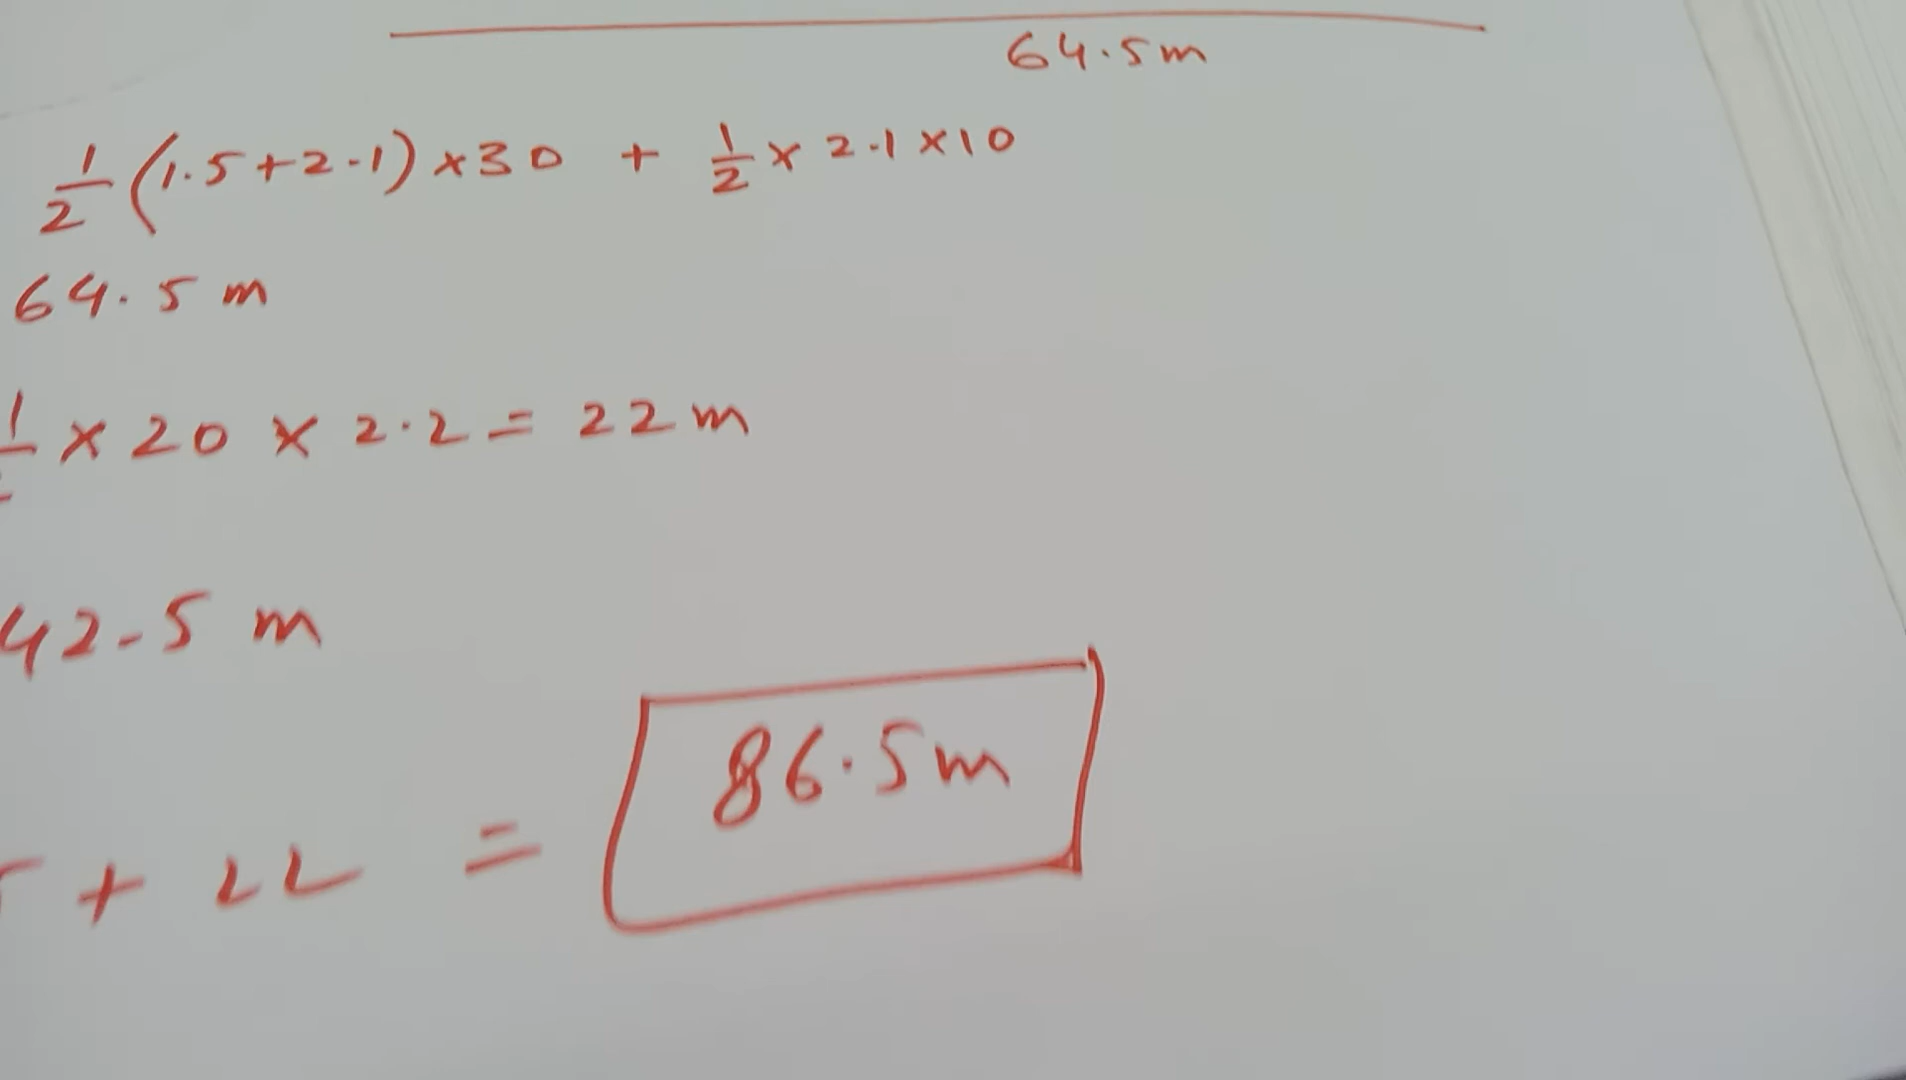 64.5m
1/2 (1.5+2.1) ×30 + 1/2 × 2.1 ×10
64.5 m
× 20 × 2.2 = 22 m
42.5 m
+ 22 = 86.5m